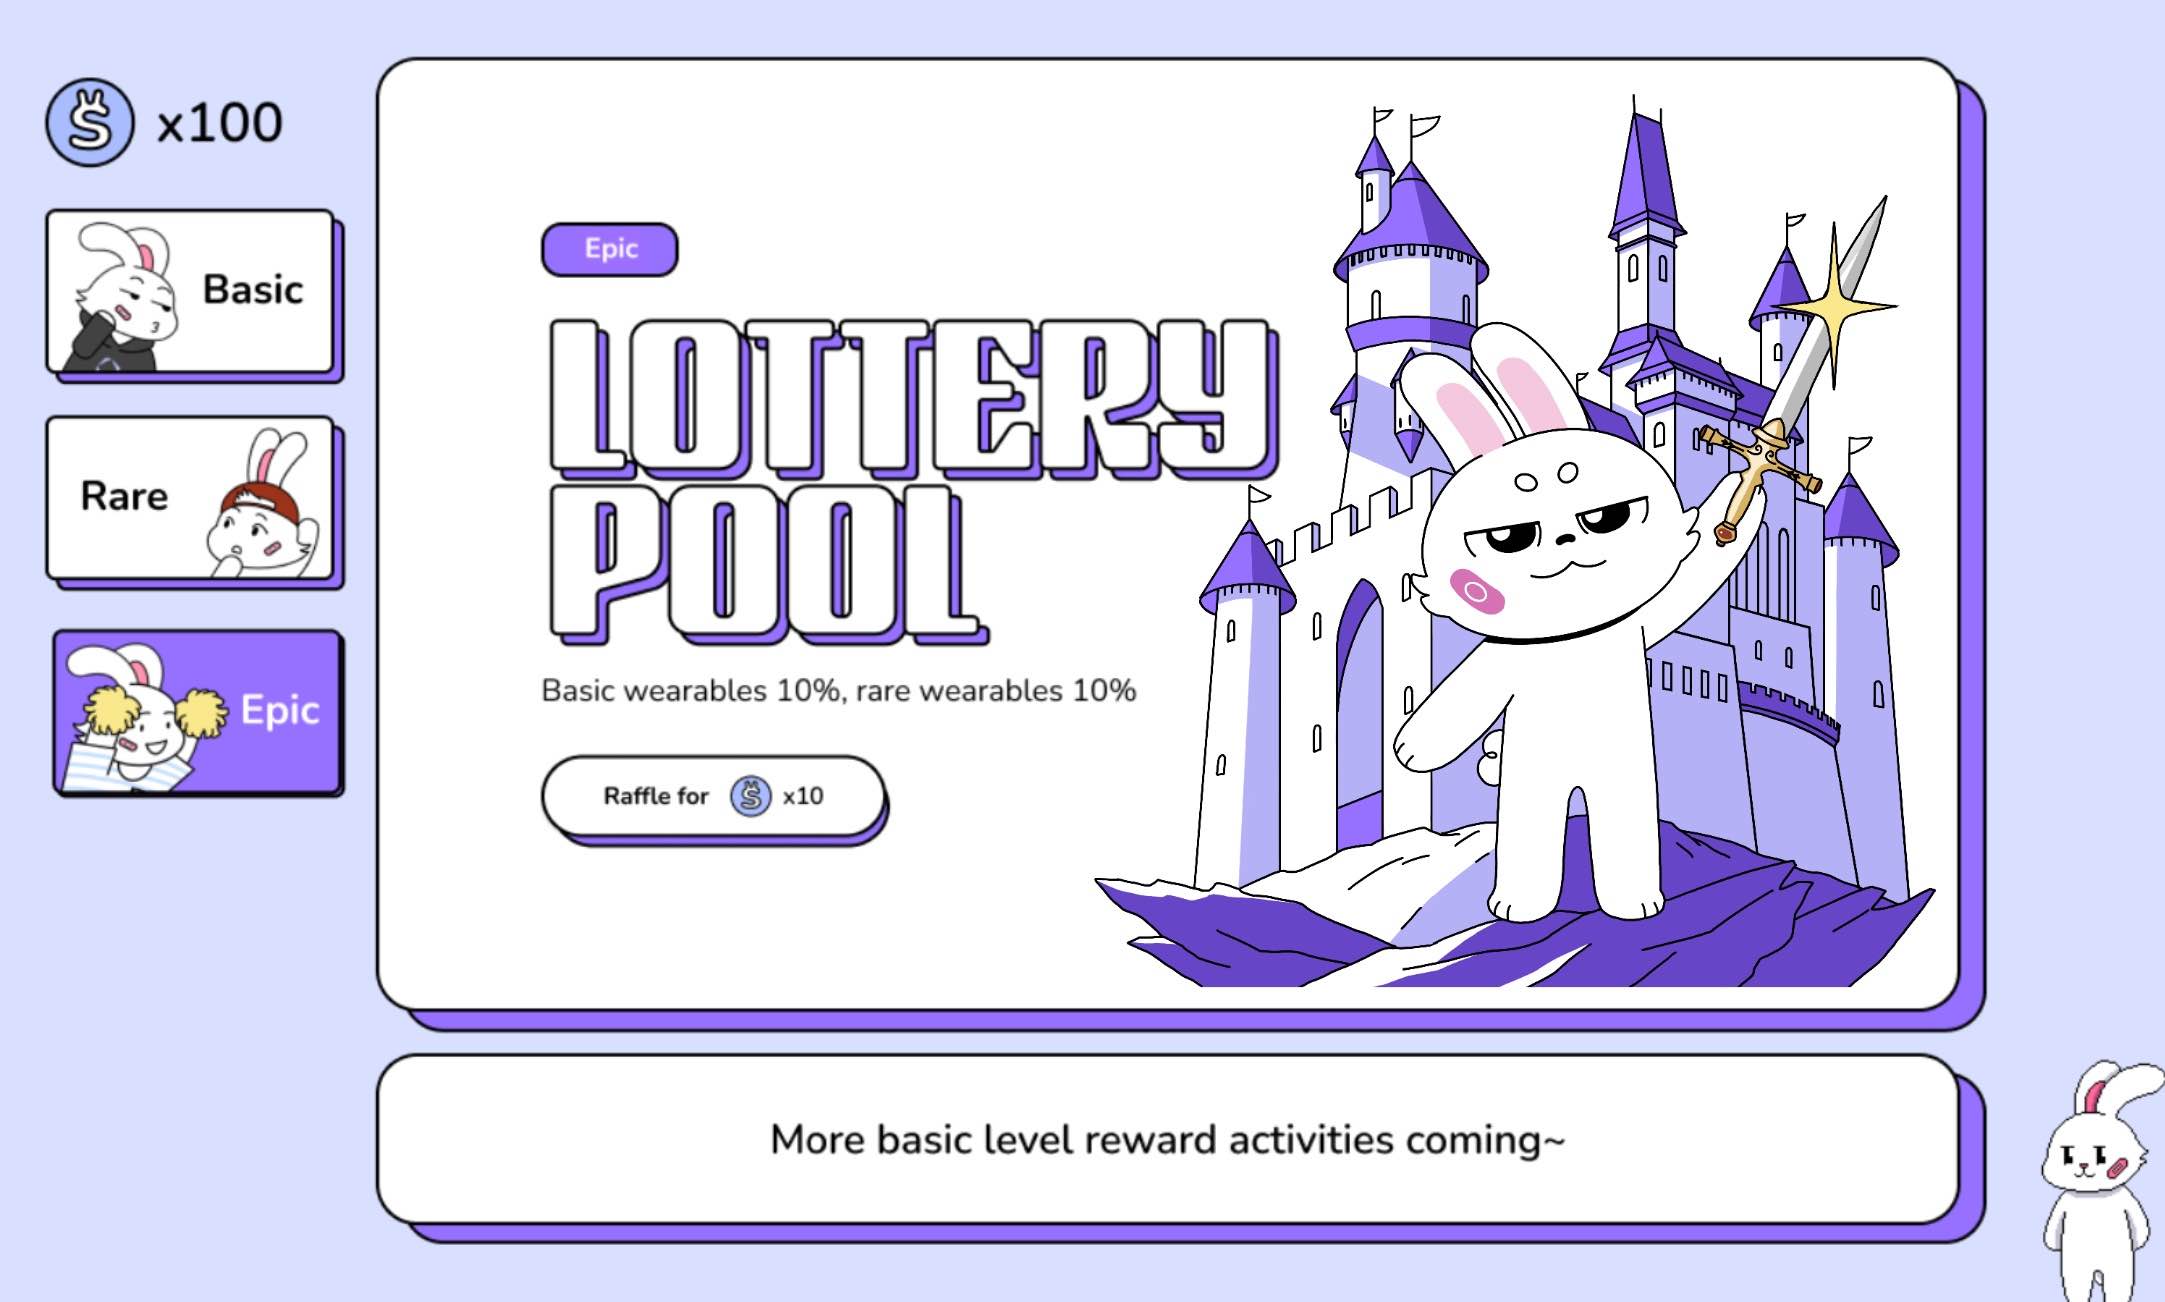 x100
Basic
Rare
Epic
Epic
LOTTERY
POOL
Basic wearables 10%, rare wearables 10%
Raffle for S x10
More basic level reward activities coming~